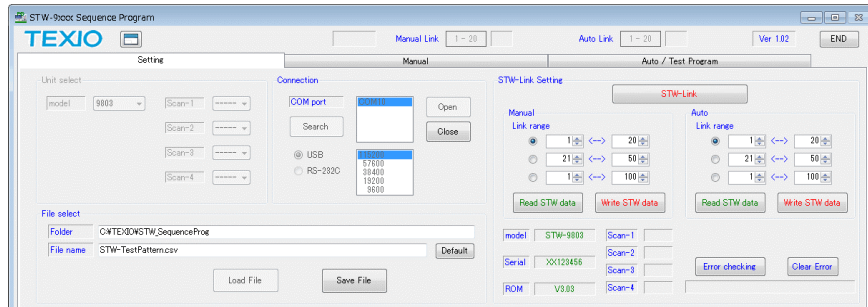 STW-9xxx Sequence Program
TEXIO Manual Link 1 - 20 Auto Link 1 - 20 Ver 1.02 END
Setting Manual Auto / Test Program
Unit select
model 9803 Scan-1 -----
Scan-2 -----
Scan-3 -----
Scan-4 -----
Connection
COM port COM10 Open
Search Close
USB
RS-232C
115200
57600
38400
19200
9600
File select
Folder C:¥TEXIO¥STW_SequenceProg
File name STW-TestPattern.csv Default
Load File Save File
STW-Link Setting
STW-Link
Manual
Link range
1 <--> 20
21 <--> 50
1 <--> 100
Read STW data Write STW data
Auto
Link range
1 <--> 20
21 <--> 50
1 <--> 100
Read STW data Write STW data
model STW-9803 Scan-1
Scan-2
Serial XX123456 Scan-3
ROM V3.03 Scan-4
Error checking Clear Error